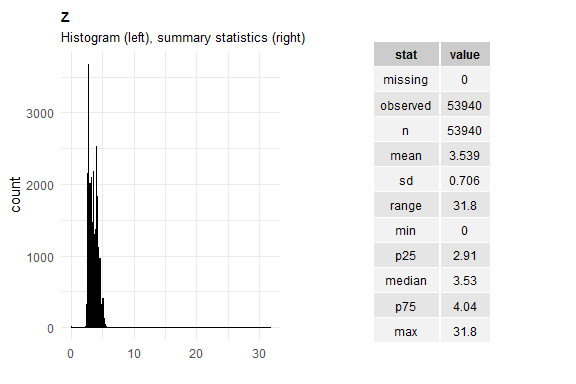 Z
Histogram (left), summary statistics (right)
count
3000
2000
1000
0
0 10 20 30
stat value
missing 0
observed 53940
n 53940
mean 3.539
sd 0.706
range 31.8
min 0
p25 2.91
median 3.53
p75 4.04
max 31.8